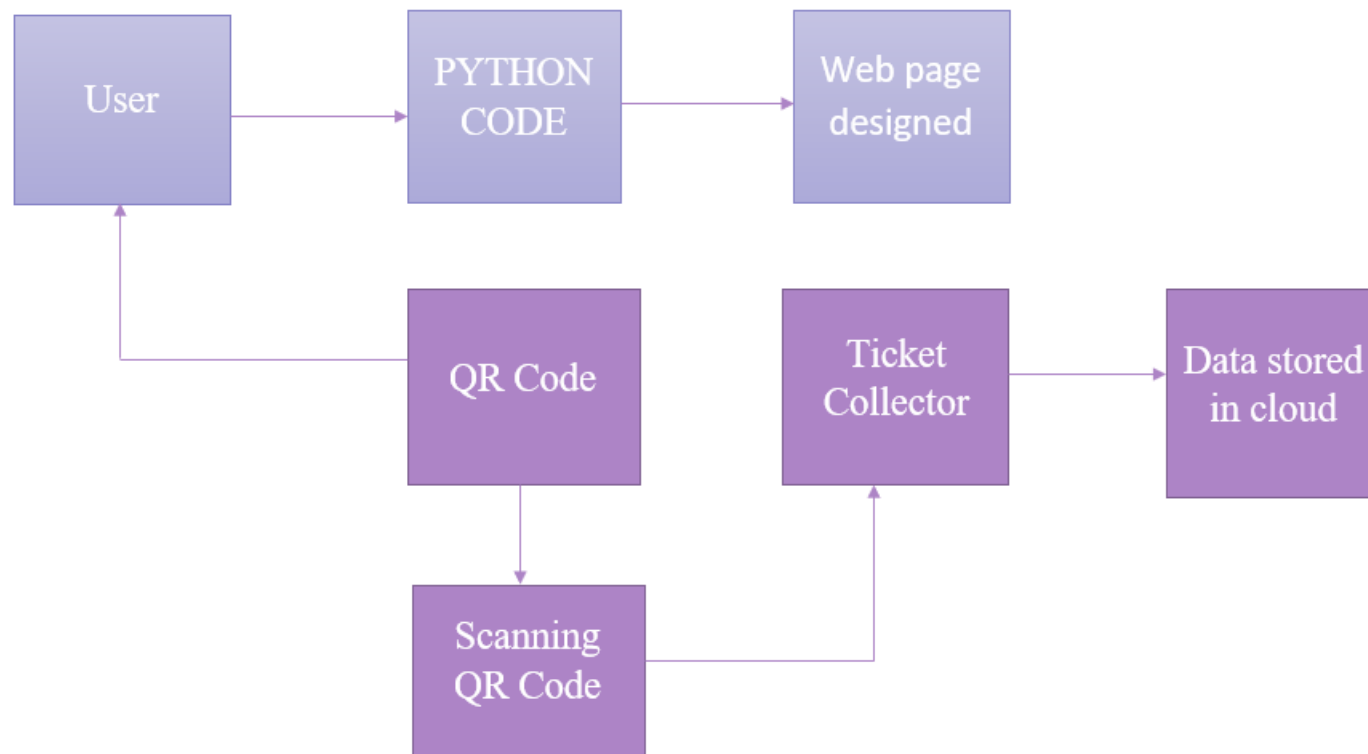 User
PYTHON
CODE
Web page
designed
QR Code
Ticket
Collector
Data stored
in cloud
Scanning
QR Code